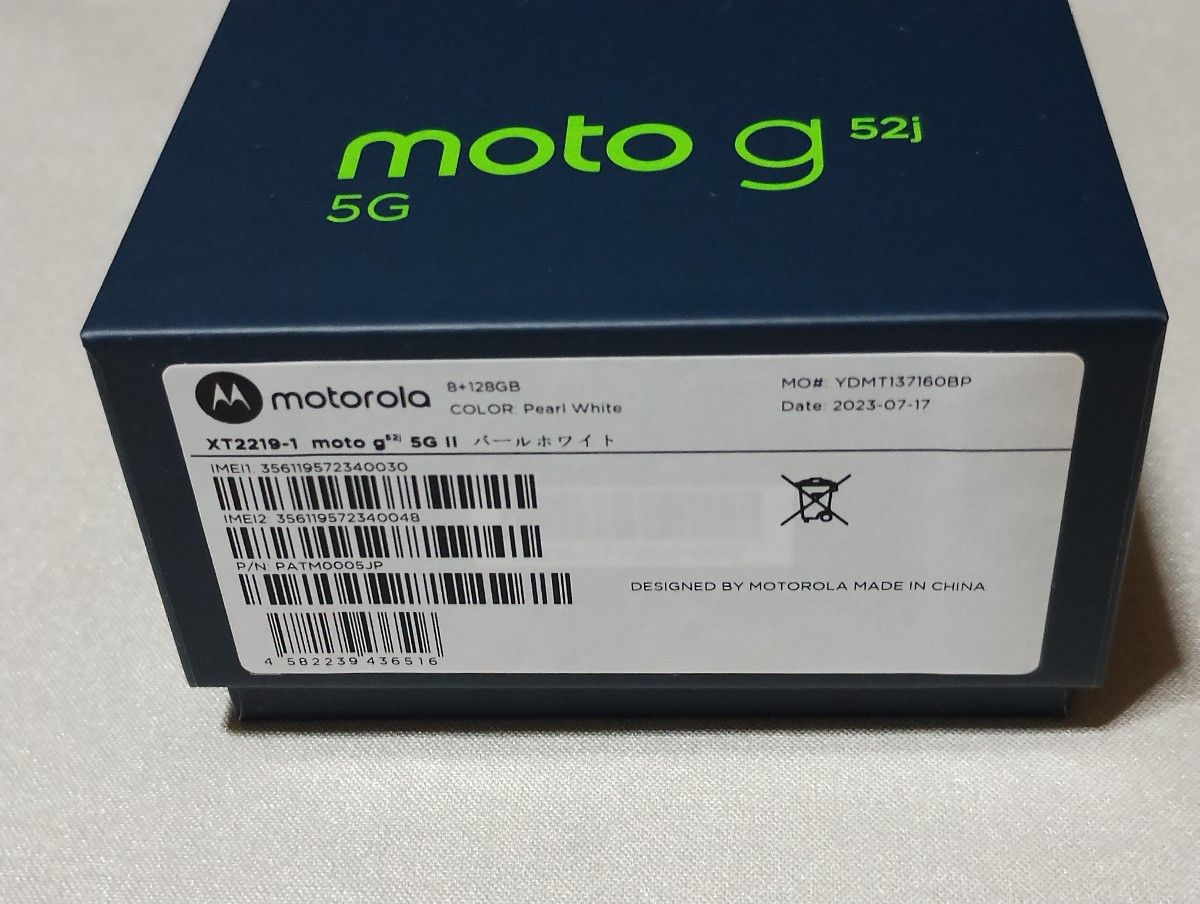 moto g 52j
5G
motorola
8+128GB
COLOR: Pearl White
MO#: YDMT137160BP
Date: 2023-07-17
XT2219-1 moto g52j 5G II パールホワイト
IMEI1: 356119572340030
IMEI2: 356119572340048
P/N: PATM0005JP
DESIGNED BY MOTOROLA MADE IN CHINA
4 582239 436516